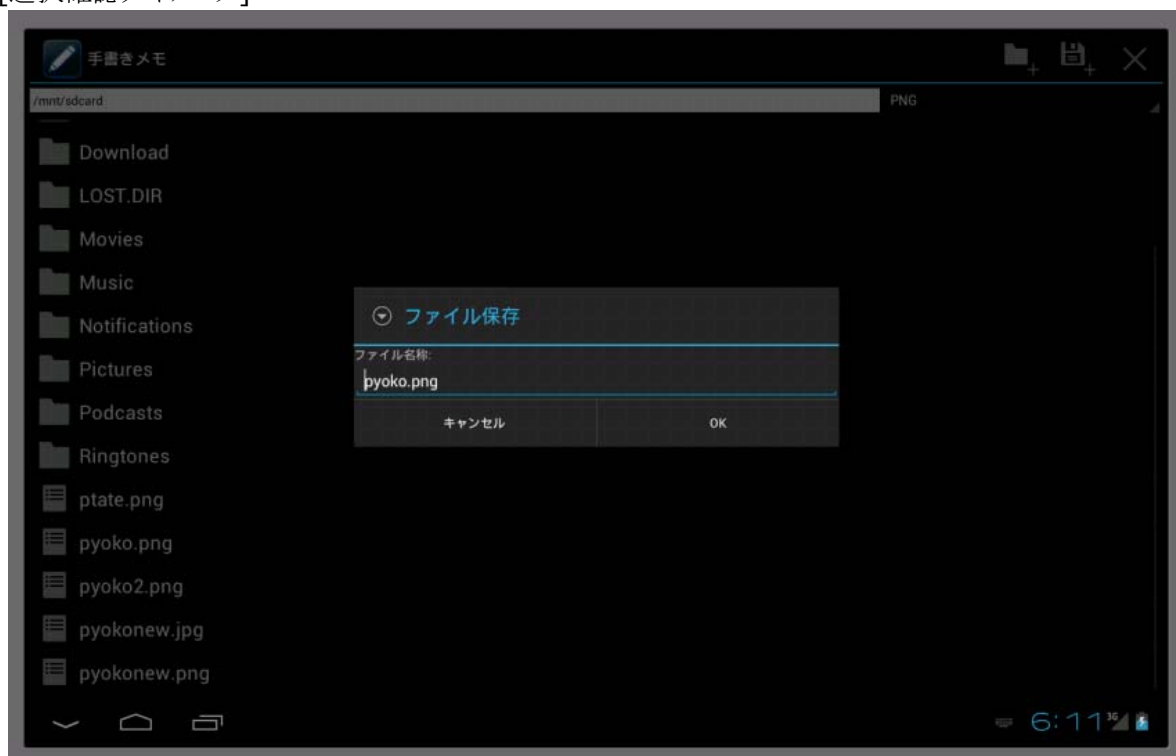 手書きメモ
/mnt/sdcard
PNG
Download
LOST.DIR
Movies
Music
Notifications
Pictures
Podcasts
Ringtones
ptate.png
pyoko.png
pyoko2.png
pyokonew.jpg
pyokonew.png
ファイル保存
ファイル名称:
pyoko.png
キャンセル
OK
6:11
3G